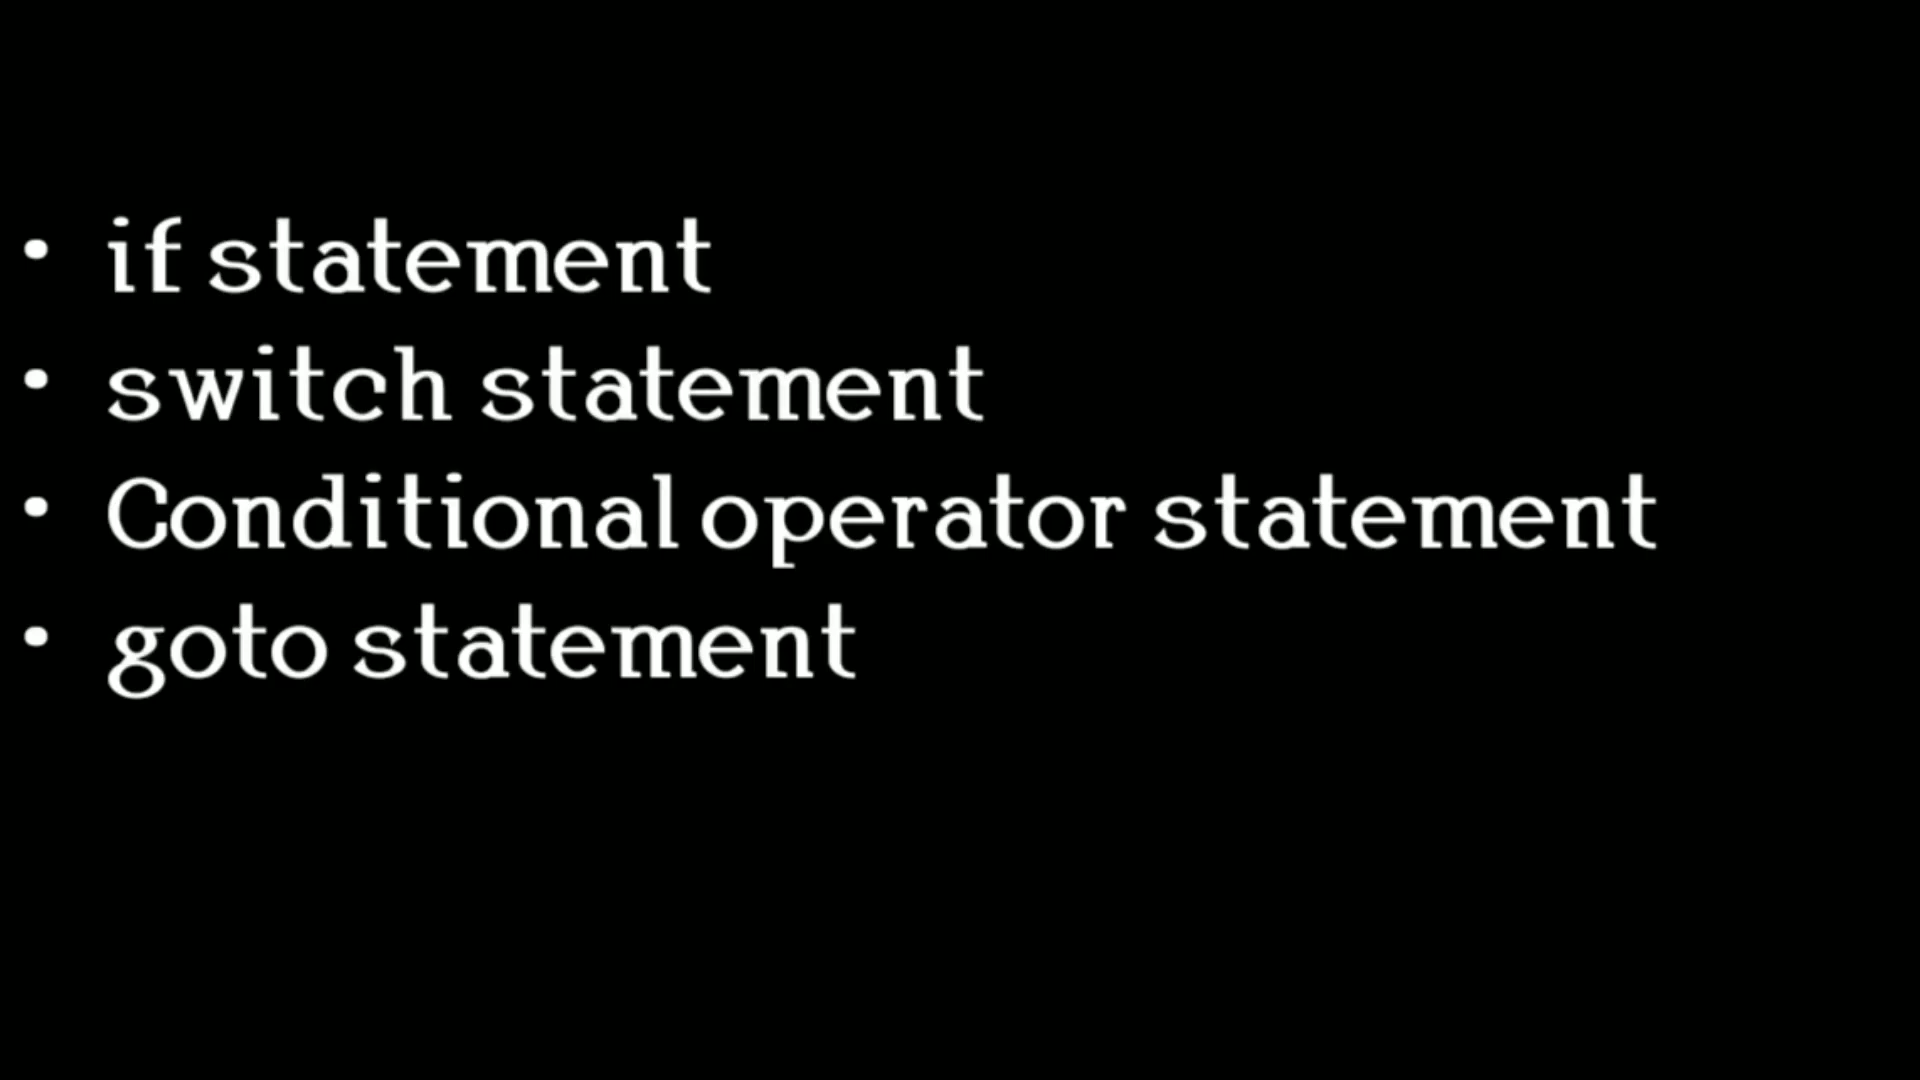 • if statement
• switch statement
• Conditional operator statement
• goto statement